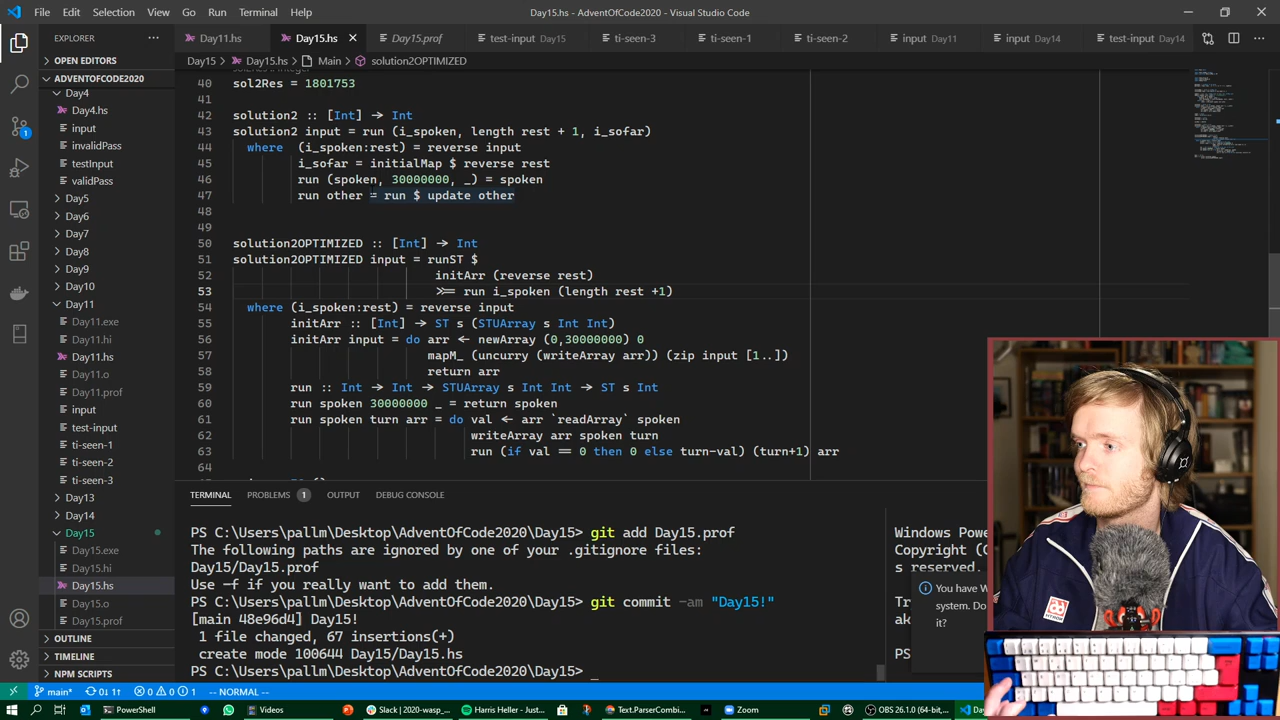 File Edit Selection View Go Run Terminal Help
Day15.hs - AdventOfCode2020 - Visual Studio Code
EXPLORER
Day11.hs
Day15.hs
Day15.prof
test-input Day15
ti-seen-3
ti-seen-1
ti-seen-2
input Day11
input Day14
test-input Day14
OPEN EDITORS
ADVENTOFCODE2020
Day4
Day4.hs
input
invalidPass
testInput
validPass
Day5
Day6
Day7
Day8
Day9
Day10
Day11
Day11.exe
Day11.hi
Day11.hs
Day11.o
Day11.prof
input
test-input
ti-seen-1
ti-seen-2
ti-seen-3
Day13
Day14
Day15
Day15.exe
Day15.hi
Day15.hs
Day15.o
Day15.prof
OUTLINE
TIMELINE
NPM SCRIPTS
Day15 > Day15.hs > Main > solution2OPTIMIZED
40 sol2Res = 1801753
41
42 solution2 :: [Int] → Int
43 solution2 input = run (i_spoken, length rest + 1, i_sofar)
44 where (i_spoken:rest) = reverse input
45 i_sofar = initialMap $ reverse rest
46 run (spoken, 30000000, _) = spoken
47 run other = run $ update other
48
49
50 solution2OPTIMIZED :: [Int] → Int
51 solution2OPTIMIZED input = runST $
52 initArr (reverse rest)
53 >>= run i_spoken (length rest +1)
54 where (i_spoken:rest) = reverse input
55 initArr :: [Int] → ST s (STUArray s Int Int)
56 initArr input = do arr ← newArray (0,30000000) 0
57 mapM_ (uncurry (writeArray arr)) (zip input [1..])
58 return arr
59 run :: Int → Int → STUArray s Int Int → ST s Int
60 run spoken 30000000 _ = return spoken
61 run spoken turn arr = do val ← arr `readArray` spoken
62 writeArray arr spoken turn
63 run (if val == 0 then 0 else turn-val) (turn+1) arr
64
TERMINAL PROBLEMS 1 OUTPUT DEBUG CONSOLE
PS C:\Users\pallm\Desktop\AdventOfCode2020\Day15> git add Day15.prof
The following paths are ignored by one of your .gitignore files:
Day15/Day15.prof
Use -f if you really want to add them.
PS C:\Users\pallm\Desktop\AdventOfCode2020\Day15> git commit -am "Day15!"
[main 48e96d4] Day15!
1 file changed, 67 insertions(+)
create mode 100644 Day15/Day15.hs
PS C:\Users\pallm\Desktop\AdventOfCode2020\Day15> _
Windows Pow
Copyright (C
s reserved.
You have W
system. Do
it?
PS
HYMON
main* 0↓ 1↑ 0 0 1 -- NORMAL --
PowerShell
Videos
Slack | 2020-wasp_...
Harris Heller - Just...
Text.ParserCombi...
Zoom
OBS 26.1.0 (64-bit,...